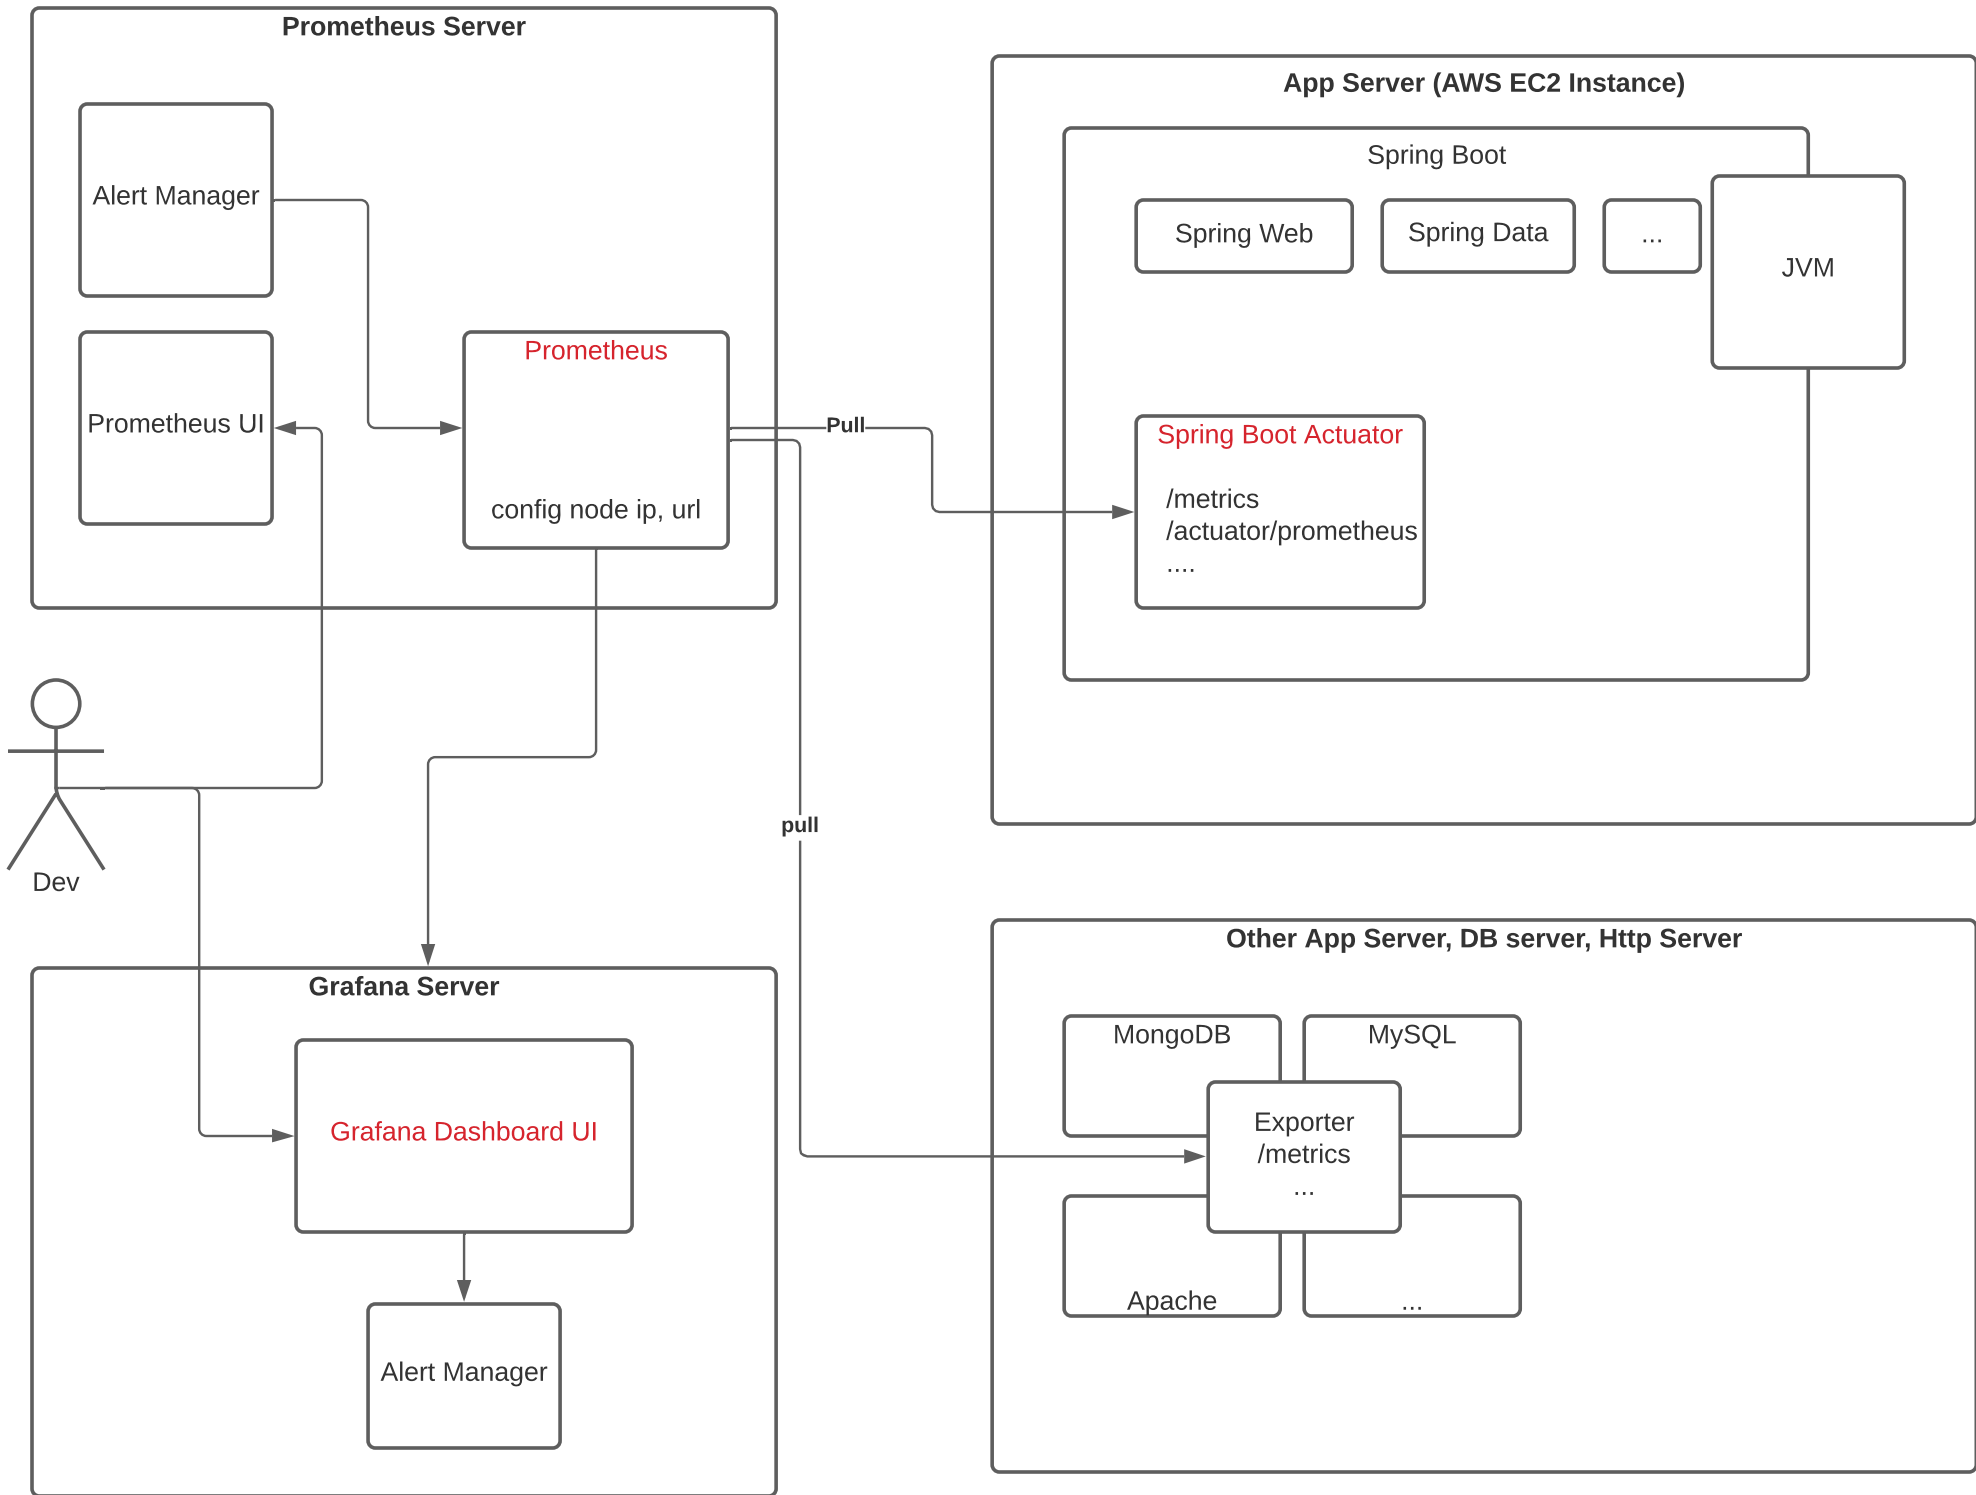 Prometheus Server
Alert Manager
Prometheus UI
Prometheus
config node ip, url
Pull
App Server (AWS EC2 Instance)
Spring Boot
Spring Web
Spring Data
...
JVM
Spring Boot Actuator
/metrics
/actuator/prometheus
....
Dev
pull
Grafana Server
Grafana Dashboard UI
Alert Manager
Other App Server, DB server, Http Server
MongoDB
MySQL
Exporter
/metrics
...
Apache
...